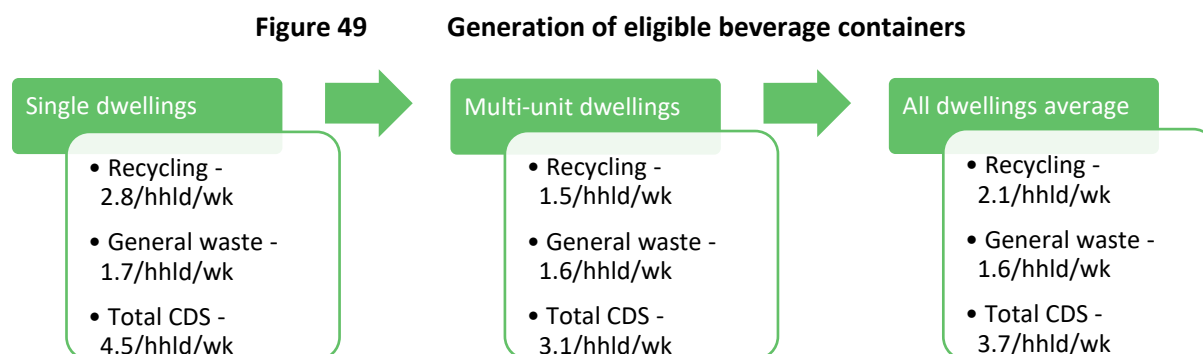 Figure 49 Generation of eligible beverage containers
Single dwellings
• Recycling -
2.8/hhld/wk
• General waste -
1.7/hhld/wk
• Total CDS -
4.5/hhld/wk
Multi-unit dwellings
• Recycling -
1.5/hhld/wk
• General waste -
1.6/hhld/wk
• Total CDS -
3.1/hhld/wk
All dwellings average
• Recycling -
2.1/hhld/wk
• General waste -
1.6/hhld/wk
• Total CDS -
3.7/hhld/wk